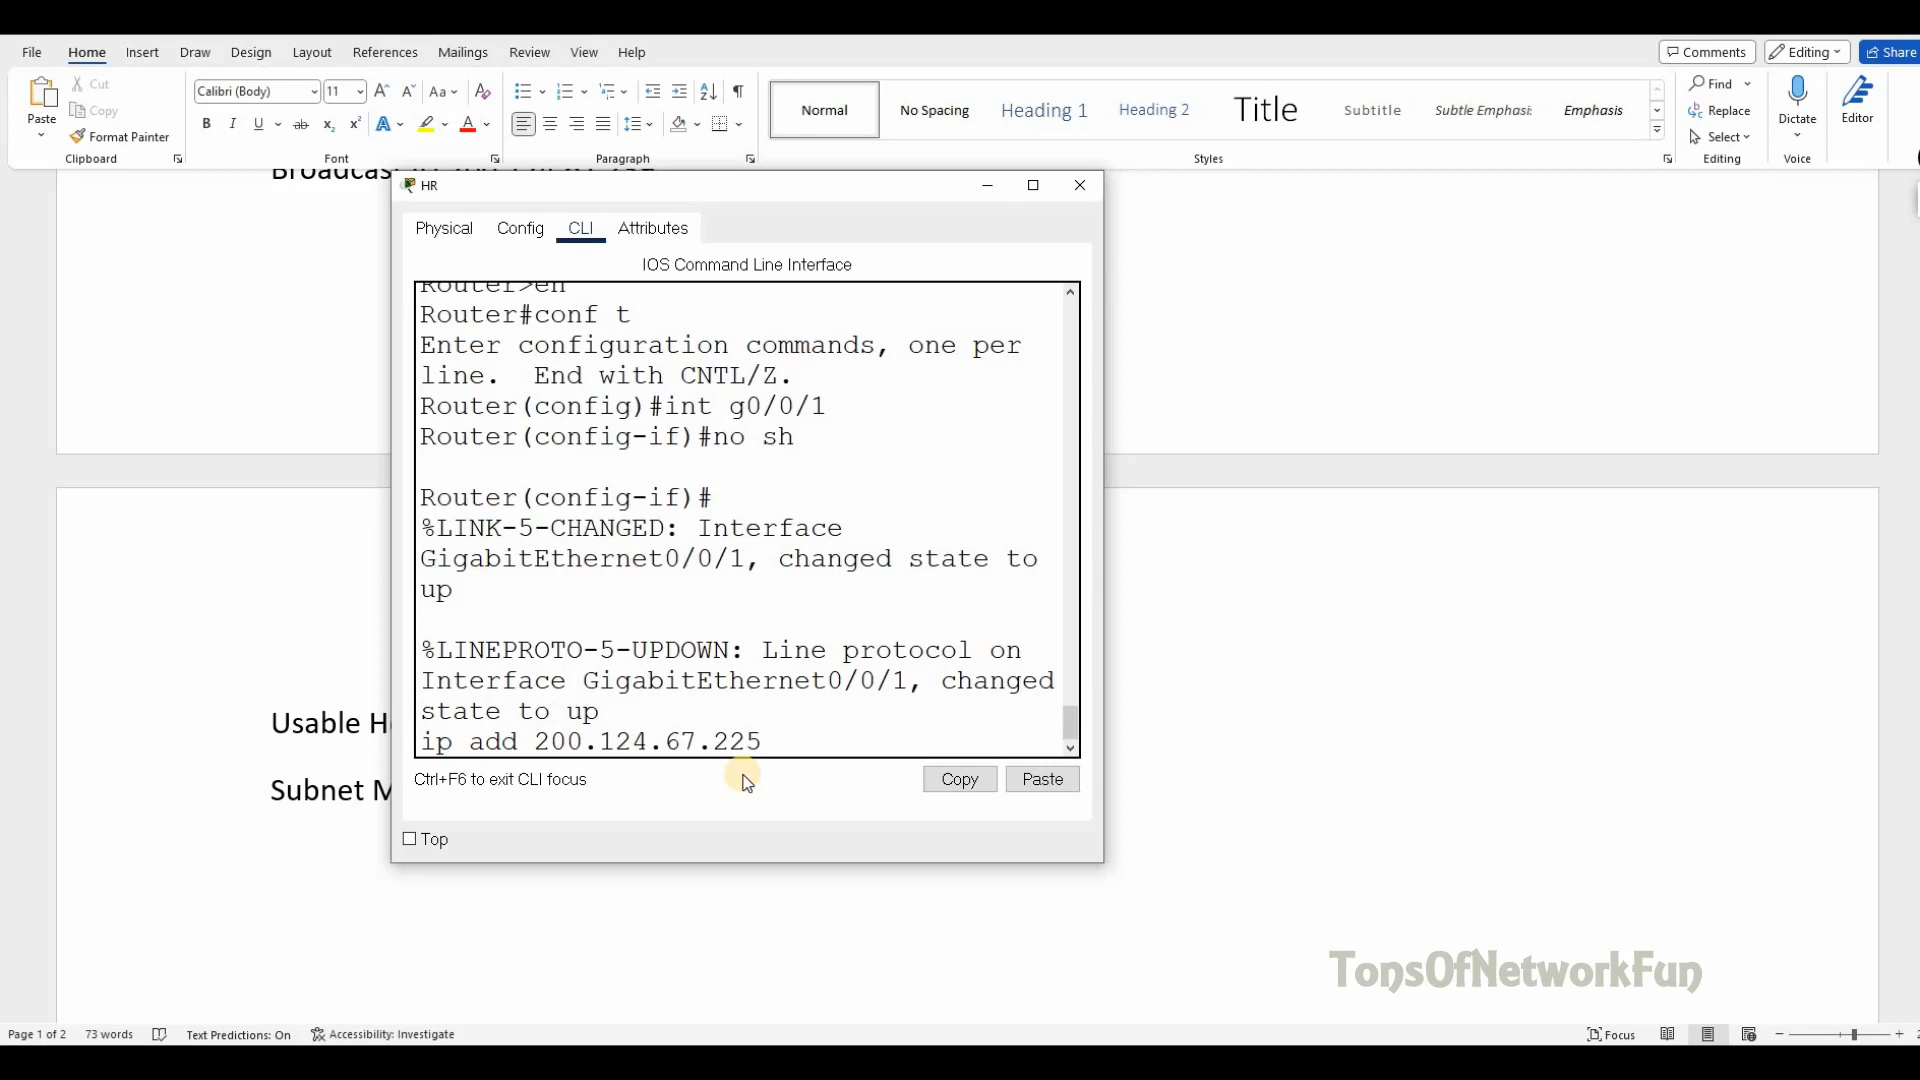 File Home Insert Draw Design Layout References Mailings Review View Help Comments Editing Share
Paste Cut Copy Format Painter Clipboard
Calibri (Body) 11 Aa
B I U ab x₂ x² A A
Font
Paragraph
Normal No Spacing Heading 1 Heading 2 Title Subtitle Subtle Emphasis Emphasis
Styles
Find Replace Select Editing
Dictate Voice
Editor
HR
Physical Config CLI Attributes
IOS Command Line Interface
Router>en
Router#conf t
Enter configuration commands, one per
line. End with CNTL/Z.
Router(config)#int g0/0/1
Router(config-if)#no sh
Router(config-if)#
%LINK-5-CHANGED: Interface
GigabitEthernet0/0/1, changed state to
up
%LINEPROTO-5-UPDOWN: Line protocol on
Interface GigabitEthernet0/0/1, changed
state to up
ip add 200.124.67.225
Ctrl+F6 to exit CLI focus Copy Paste
Top
Usable H
Subnet M
TonsOfNetworkFun
Page 1 of 2 73 words Text Predictions: On Accessibility: Investigate Focus